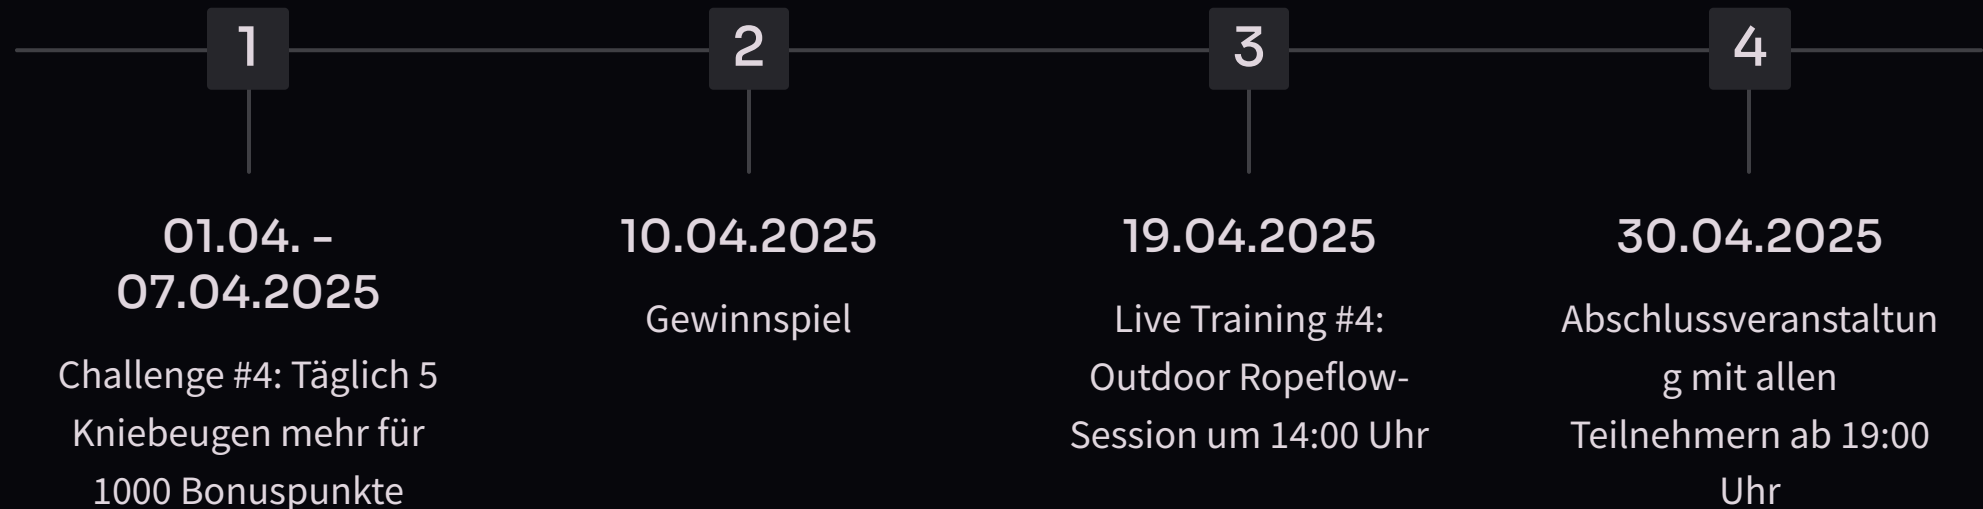 1
01.04. -
07.04.2025
Challenge #4: Täglich 5
Kniebeugen mehr für
1000 Bonuspunkte
2
10.04.2025
Gewinnspiel
3
19.04.2025
Live Training #4:
Outdoor Ropeflow-
Session um 14:00 Uhr
4
30.04.2025
Abschlussveranstaltun
g mit allen
Teilnehmern ab 19:00
Uhr